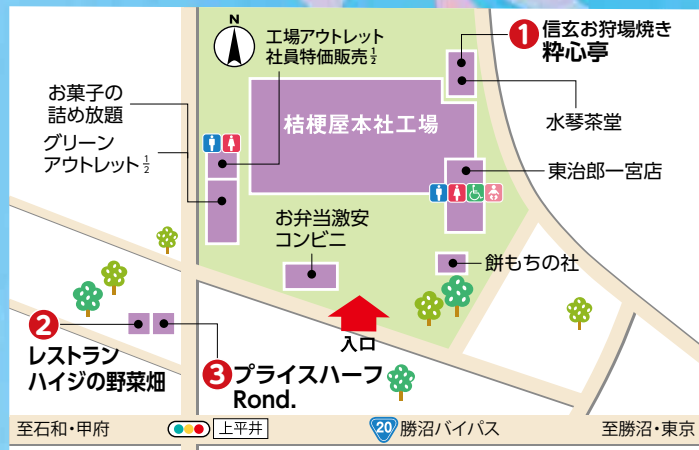 N
工場アウトレット
社員特価販売½
1 信玄お狩場焼き
粋心亭
お菓子の
詰め放題
桔梗屋本社工場
水琴茶堂
グリーン
アウトレット½
東治郎一宮店
お弁当激安
コンビニ
餅もちの社
入口
2
レストラン
ハイジの野菜畑
3 プライスハーフ
Rond.
至石和・甲府
上平井
20 勝沼バイパス
至勝沼・東京